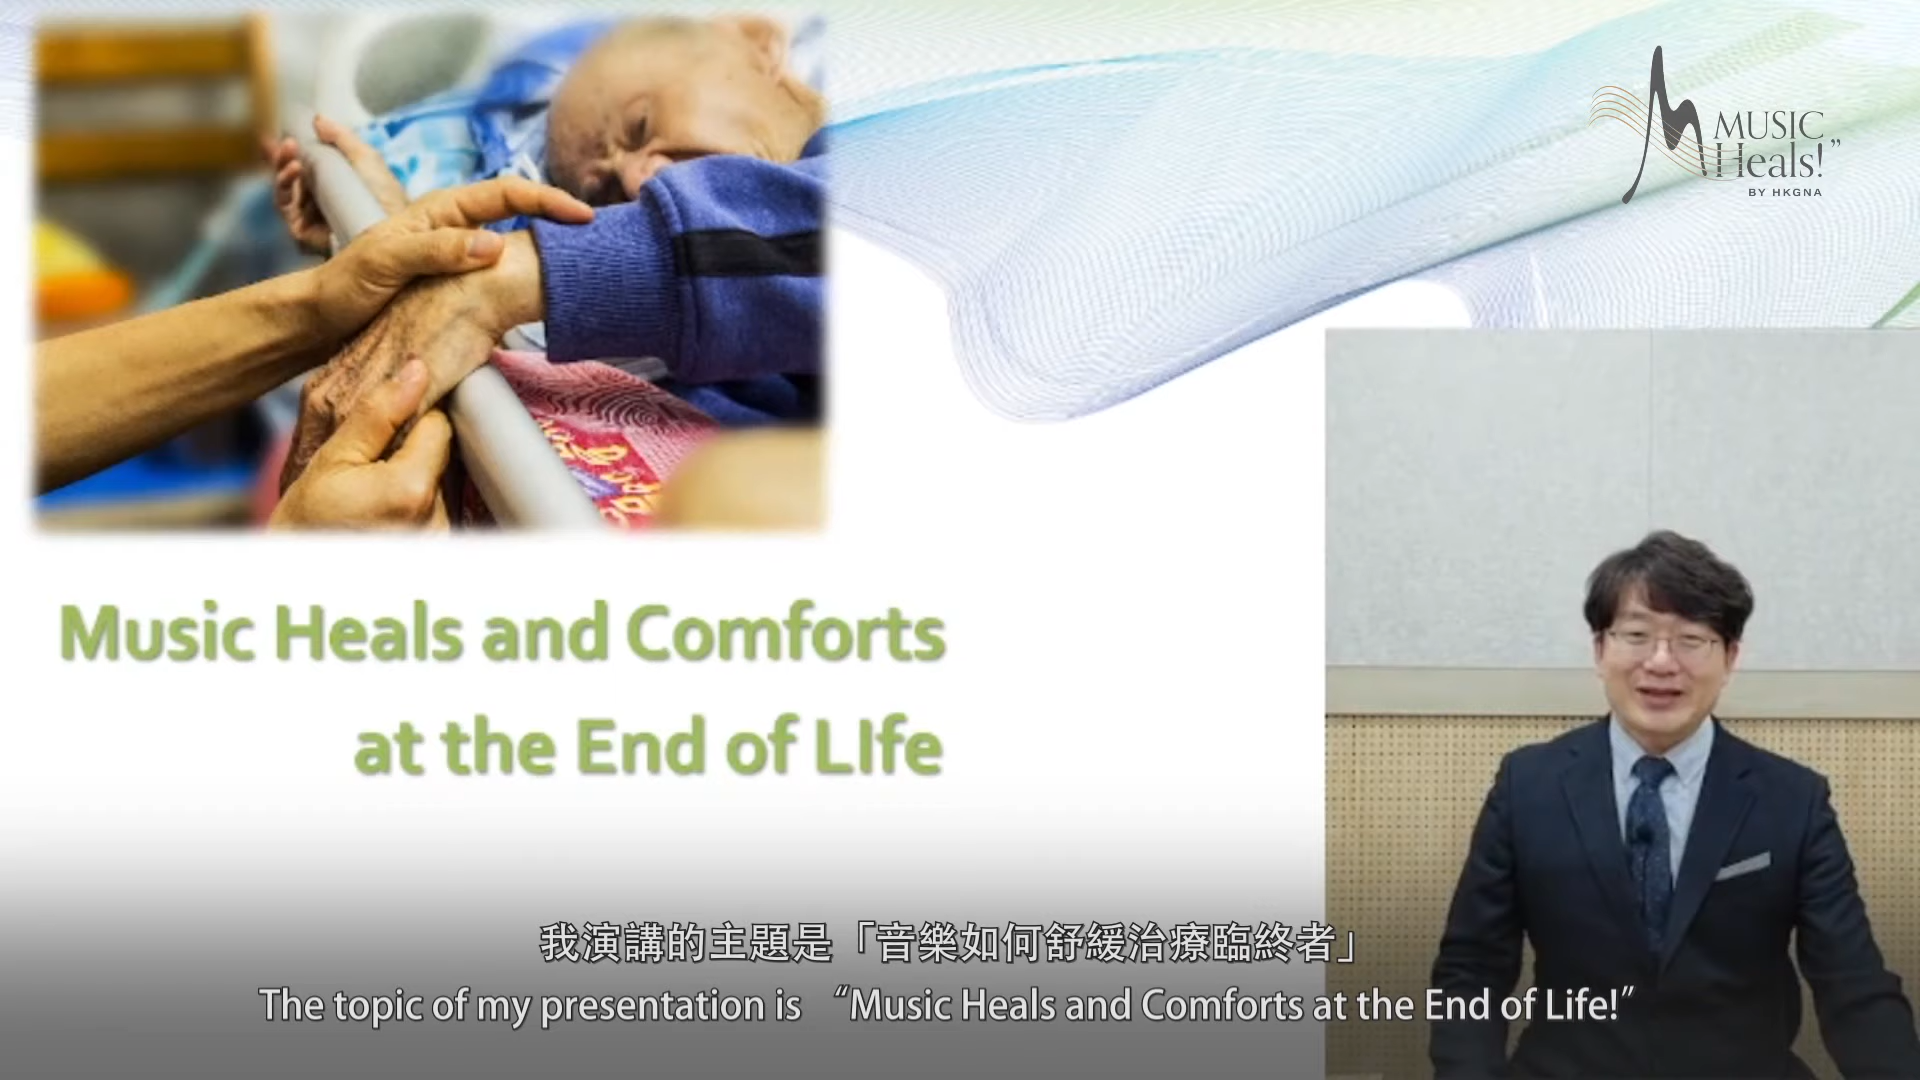 MUSIC
Heals!”
BY HKGNA
Music Heals and Comforts
at the End of LIfe
我演講的主題是「音樂如何舒緩治療臨終者」
The topic of my presentation is “Music Heals and Comforts at the End of Life!”